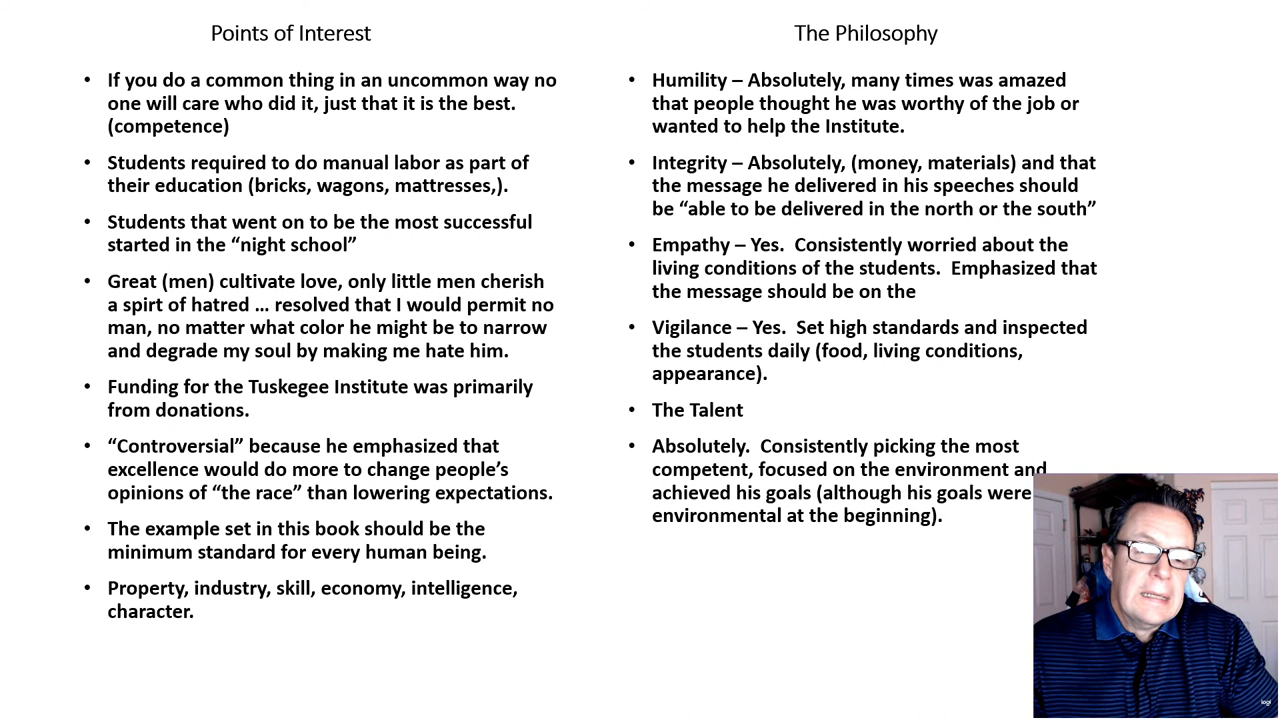 Points of Interest
If you do a common thing in an uncommon way no
one will care who did it, just that it is the best.
(competence)
Students required to do manual labor as part of
their education (bricks, wagons, mattresses,).
Students that went on to be the most successful
started in the “night school”
Great (men) cultivate love, only little men cherish
a spirt of hatred ... resolved that I would permit no
man, no matter what color he might be to narrow
and degrade my soul by making me hate him.
Funding for the Tuskegee Institute was primarily
from donations.
“Controversial” because he emphasized that
excellence would do more to change people’s
opinions of “the race” than lowering expectations.
The example set in this book should be the
minimum standard for every human being.
Property, industry, skill, economy, intelligence,
character.
The Philosophy
Humility – Absolutely, many times was amazed
that people thought he was worthy of the job or
wanted to help the Institute.
Integrity – Absolutely, (money, materials) and that
the message he delivered in his speeches should
be “able to be delivered in the north or the south”
Empathy – Yes.  Consistently worried about the
living conditions of the students.  Emphasized that
the message should be on the
Vigilance – Yes.  Set high standards and inspected
the students daily (food, living conditions,
appearance).
The Talent
Absolutely.  Consistently picking the most
competent, focused on the environment and
achieved his goals (although his goals were
environmental at the beginning).
logi